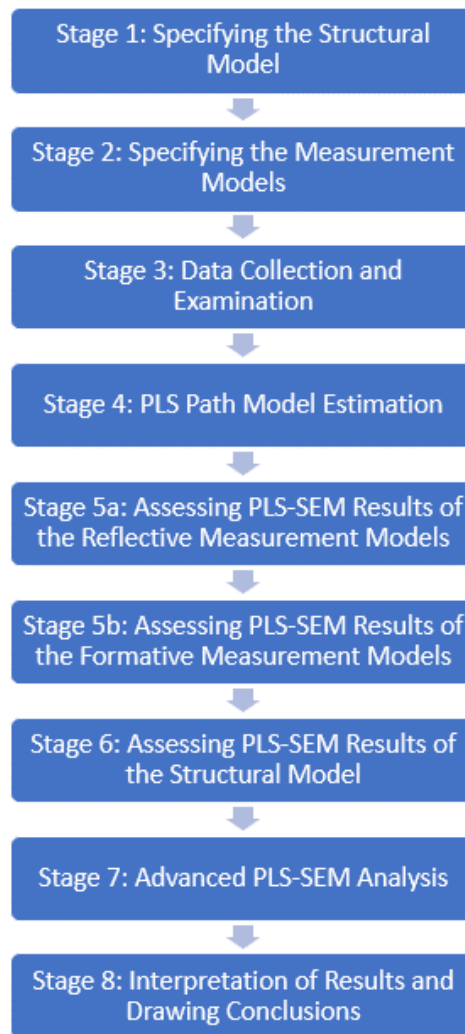 Stage 1: Specifying the Structural
Model
Stage 2: Specifying the Measurement
Models
Stage 3: Data Collection and
Examination
Stage 4: PLS Path Model Estimation
Stage 5a: Assessing PLS-SEM Results of
the Reflective Measurement Models
Stage 5b: Assessing PLS-SEM Results of
the Formative Measurement Models
Stage 6: Assessing PLS-SEM Results of
the Structural Model
Stage 7: Advanced PLS-SEM Analysis
Stage 8: Interpretation of Results and
Drawing Conclusions